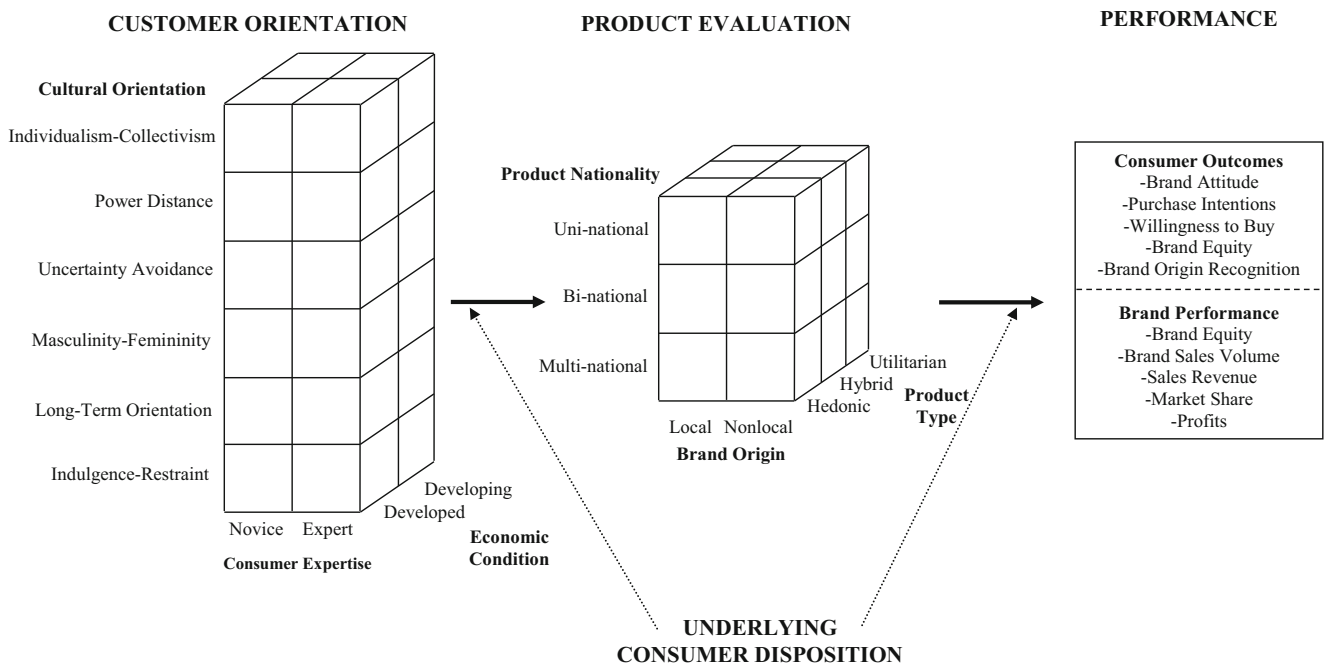 CUSTOMER ORIENTATION
Cultural Orientation
Individualism-Collectivism
Power Distance
Uncertainty Avoidance
Masculinity-Femininity
Long-Term Orientation
Indulgence-Restraint
Novice Expert
Consumer Expertise
Developing
Developed
Economic
Condition
PRODUCT EVALUATION
Product Nationality
Uni-national
Bi-national
Multi-national
Local Nonlocal
Brand Origin
Utilitarian
Hybrid
Hedonic
Product
Type
PERFORMANCE
Consumer Outcomes
-Brand Attitude
-Purchase Intentions
-Willingness to Buy
-Brand Equity
-Brand Origin Recognition
Brand Performance
-Brand Equity
-Brand Sales Volume
-Sales Revenue
-Market Share
-Profits
UNDERLYING
CONSUMER DISPOSITION